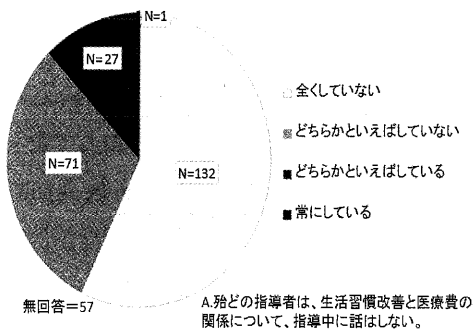 N=1
N=27
N=71
N=132
全くしていない
どちらかといえばしていない
どちらかといえばしている
常にしている
無回答=57
A.殆どの指導者は、生活習慣改善と医療費の
関係について、指導中に話はしない。